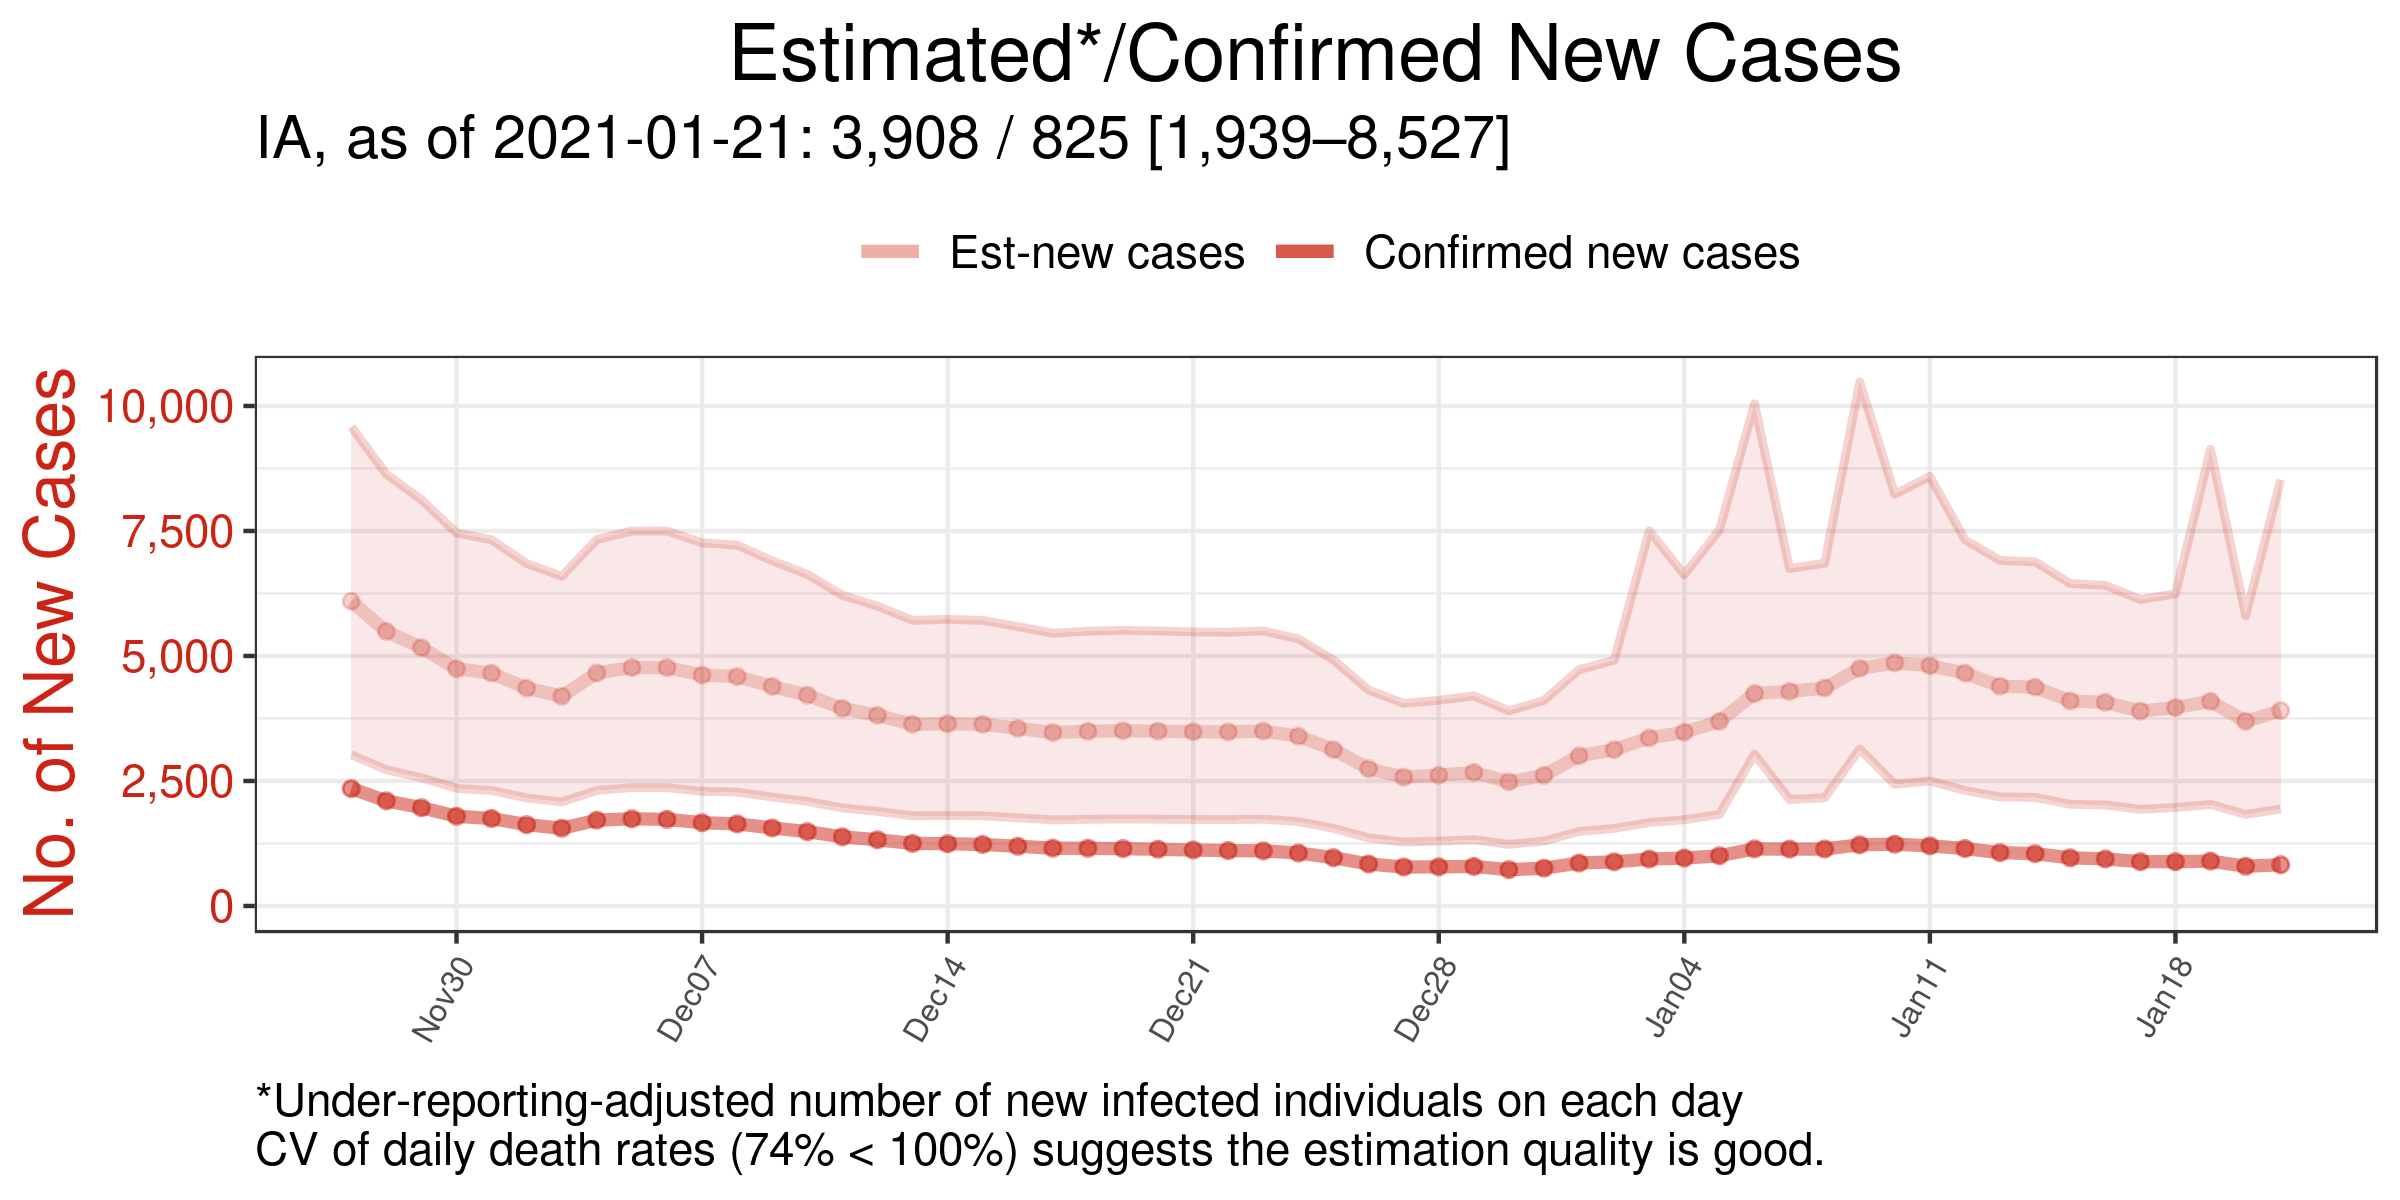 Estimated*/Confirmed New Cases
IA, as of 2021-01-21: 3,908 / 825 [1,939–8,527]
Est-new cases
Confirmed new cases
No. of New Cases
10,000
7,500
5,000
2,500
0
Nov30
Dec07
Dec14
Dec21
Dec28
Jan04
Jan11
Jan18
*Under-reporting-adjusted number of new infected individuals on each day
CV of daily death rates (74% < 100%) suggests the estimation quality is good.